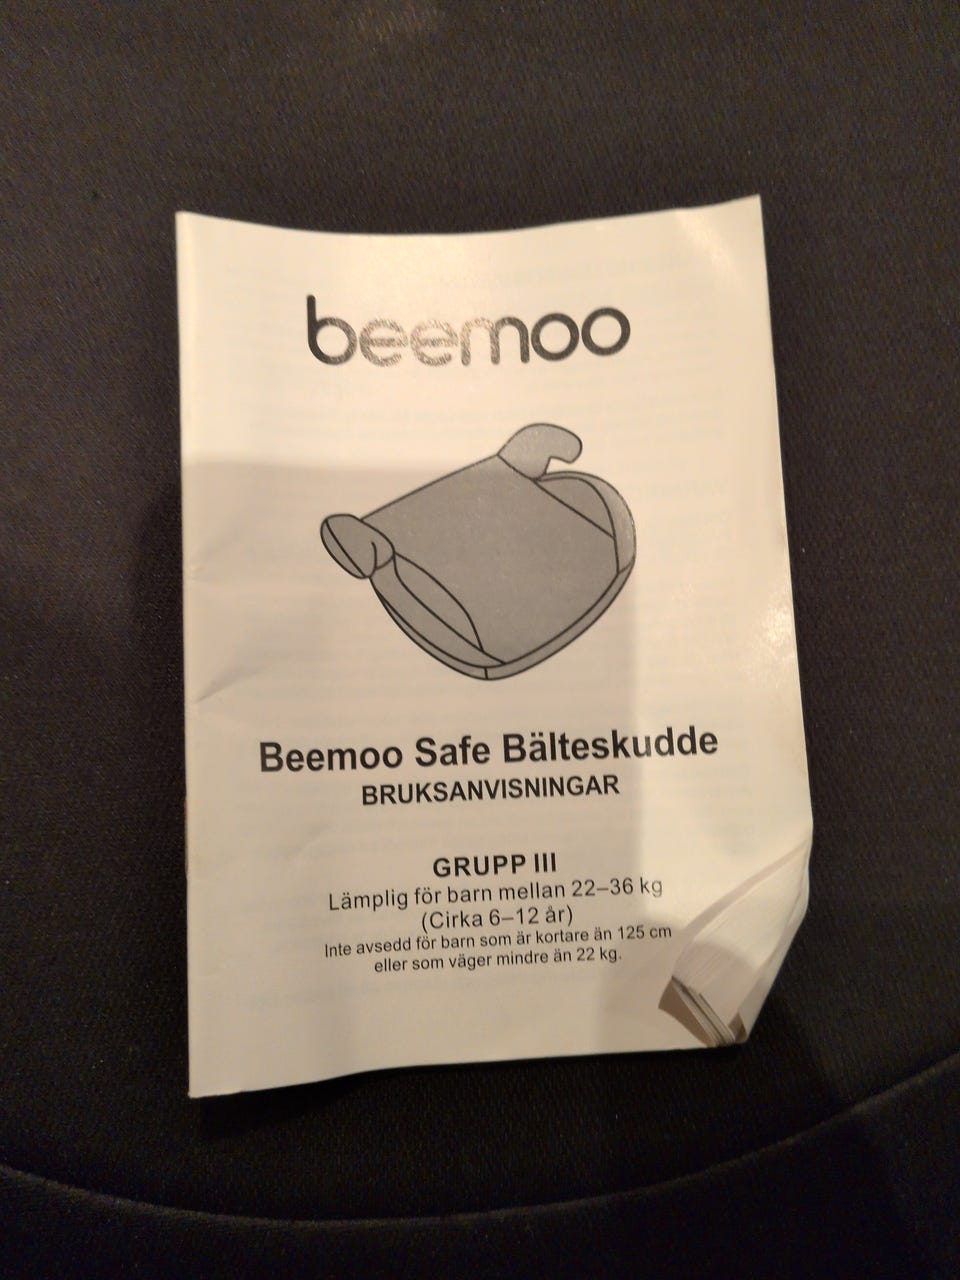 beemoo
Beemoo Safe Bälteskudde
BRUKSANVISNINGAR
GRUPP III
Lämplig för barn mellan 22–36 kg
(Cirka 6–12 år)
Inte avsedd för barn som är kortare än 125 cm
eller som väger mindre än 22 kg.